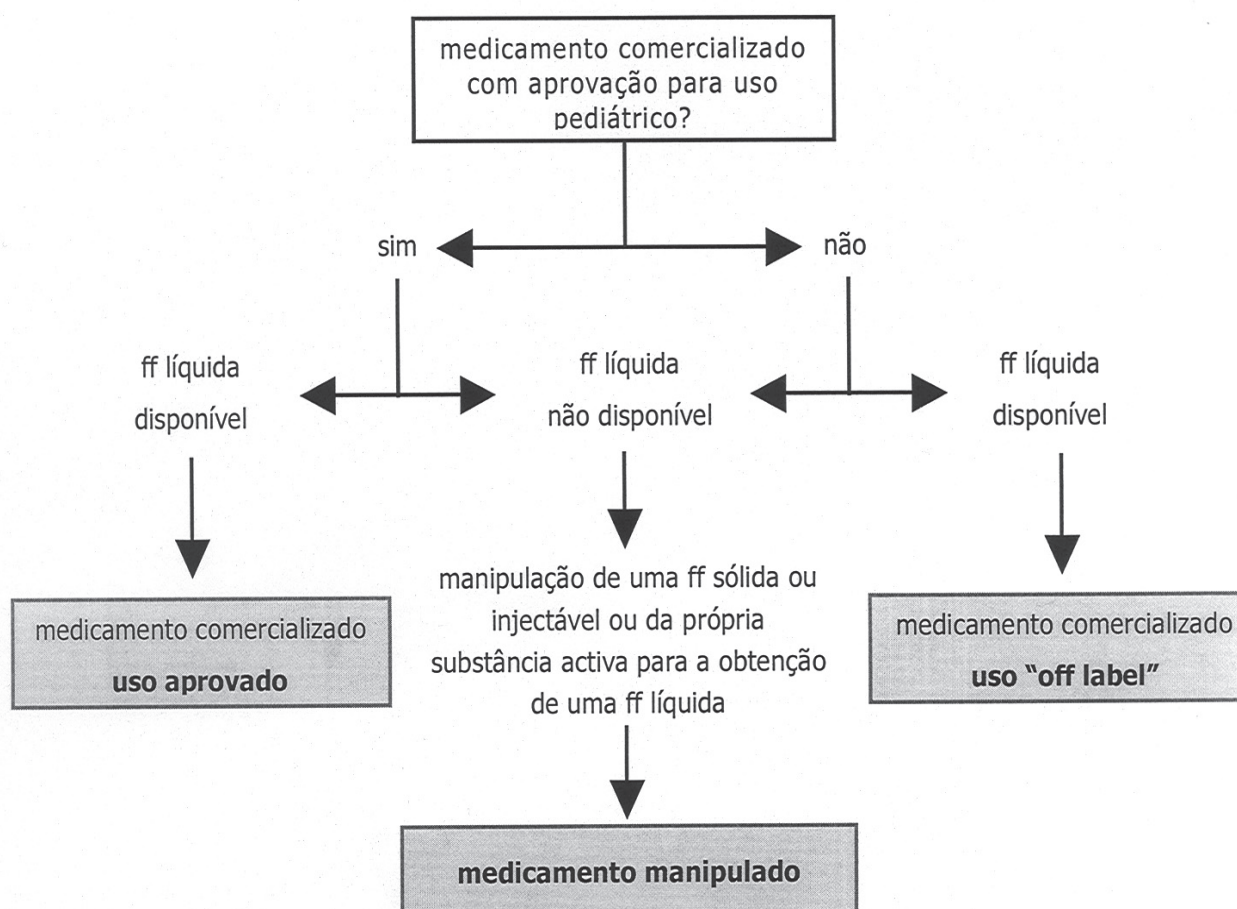 medicamento comercializado
com aprovação para uso
pediátrico?
sim
não
ff líquida
disponível
ff líquida
não disponível
ff líquida
disponível
medicamento comercializado
uso aprovado
manipulação de uma ff sólida ou
injectável ou da própria
substância activa para a obtenção
de uma ff líquida
medicamento comercializado
uso “off label”
medicamento manipulado